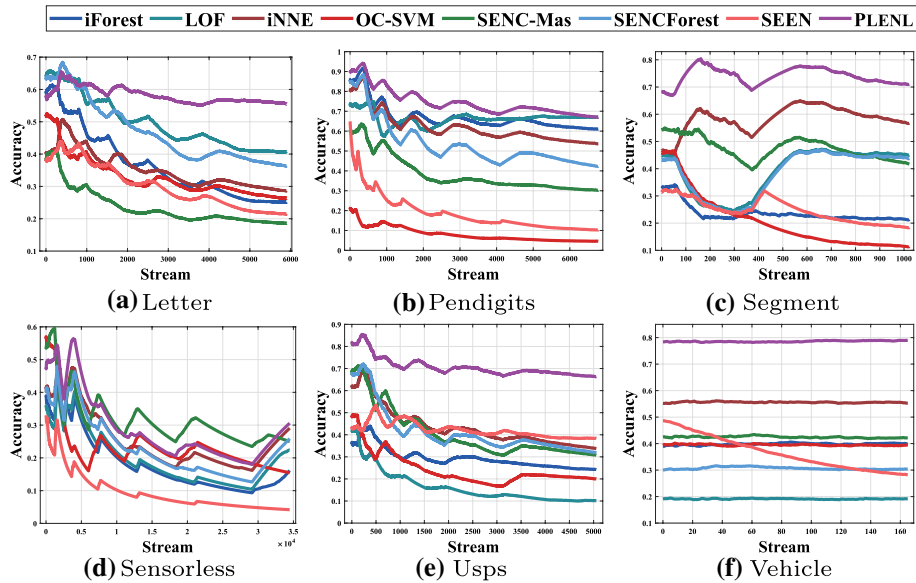 iForest LOF iNNE OC-SVM SENC-Mas SENCForest SEEN PLENL
0.7
0.6
0.5
0.4
0.3
0.2
0.1
Accuracy
0 1000 2000 3000 4000 5000 6000
Stream
(a) Letter
1
0.9
0.8
0.7
0.6
0.5
0.4
0.3
0.2
0.1
0
Accuracy
0 1000 2000 3000 4000 5000 6000
Stream
(b) Pendigits
0.8
0.7
0.6
0.5
0.4
0.3
0.2
0.1
Accuracy
0 100 200 300 400 500 600 700 800 900 1000
Stream
(c) Segment
0.6
0.5
0.4
0.3
0.2
0.1
0
Accuracy
0 0.5 1 1.5 2 2.5 3 3.5
Stream ×10⁴
(d) Sensorless
0.9
0.8
0.7
0.6
0.5
0.4
0.3
0.2
0.1
0
Accuracy
0 500 1000 1500 2000 2500 3000 3500 4000 4500 5000
Stream
(e) Usps
0.8
0.7
0.6
0.5
0.4
0.3
0.2
0.1
Accuracy
0 20 40 60 80 100 120 140 160
Stream
(f) Vehicle